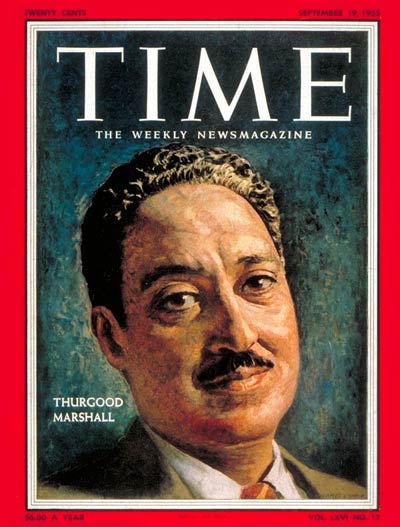 TWENTY CENTS
SEPTEMBER 19, 1955
TIME
THE WEEKLY NEWSMAGAZINE
THURGOOD
MARSHALL
$6.00 A YEAR
VOL. LXVI NO. 12